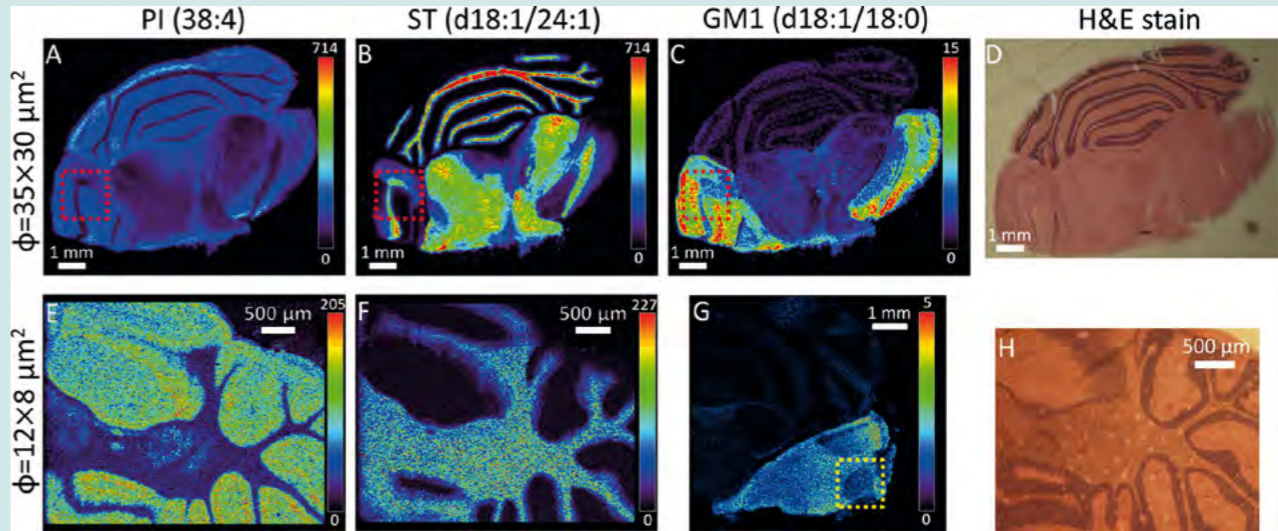 PI (38:4) ST (d18:1/24:1) GM1 (d18:1/18:0) H&E stain
ϕ=35×30 µm²
A 714 0 1 mm
B 714 0 1 mm
C 15 0 1 mm
D 1 mm
ϕ=12×8 µm²
E 205 0 500 µm
F 227 0 500 µm
G 5 0 1 mm
H 500 µm